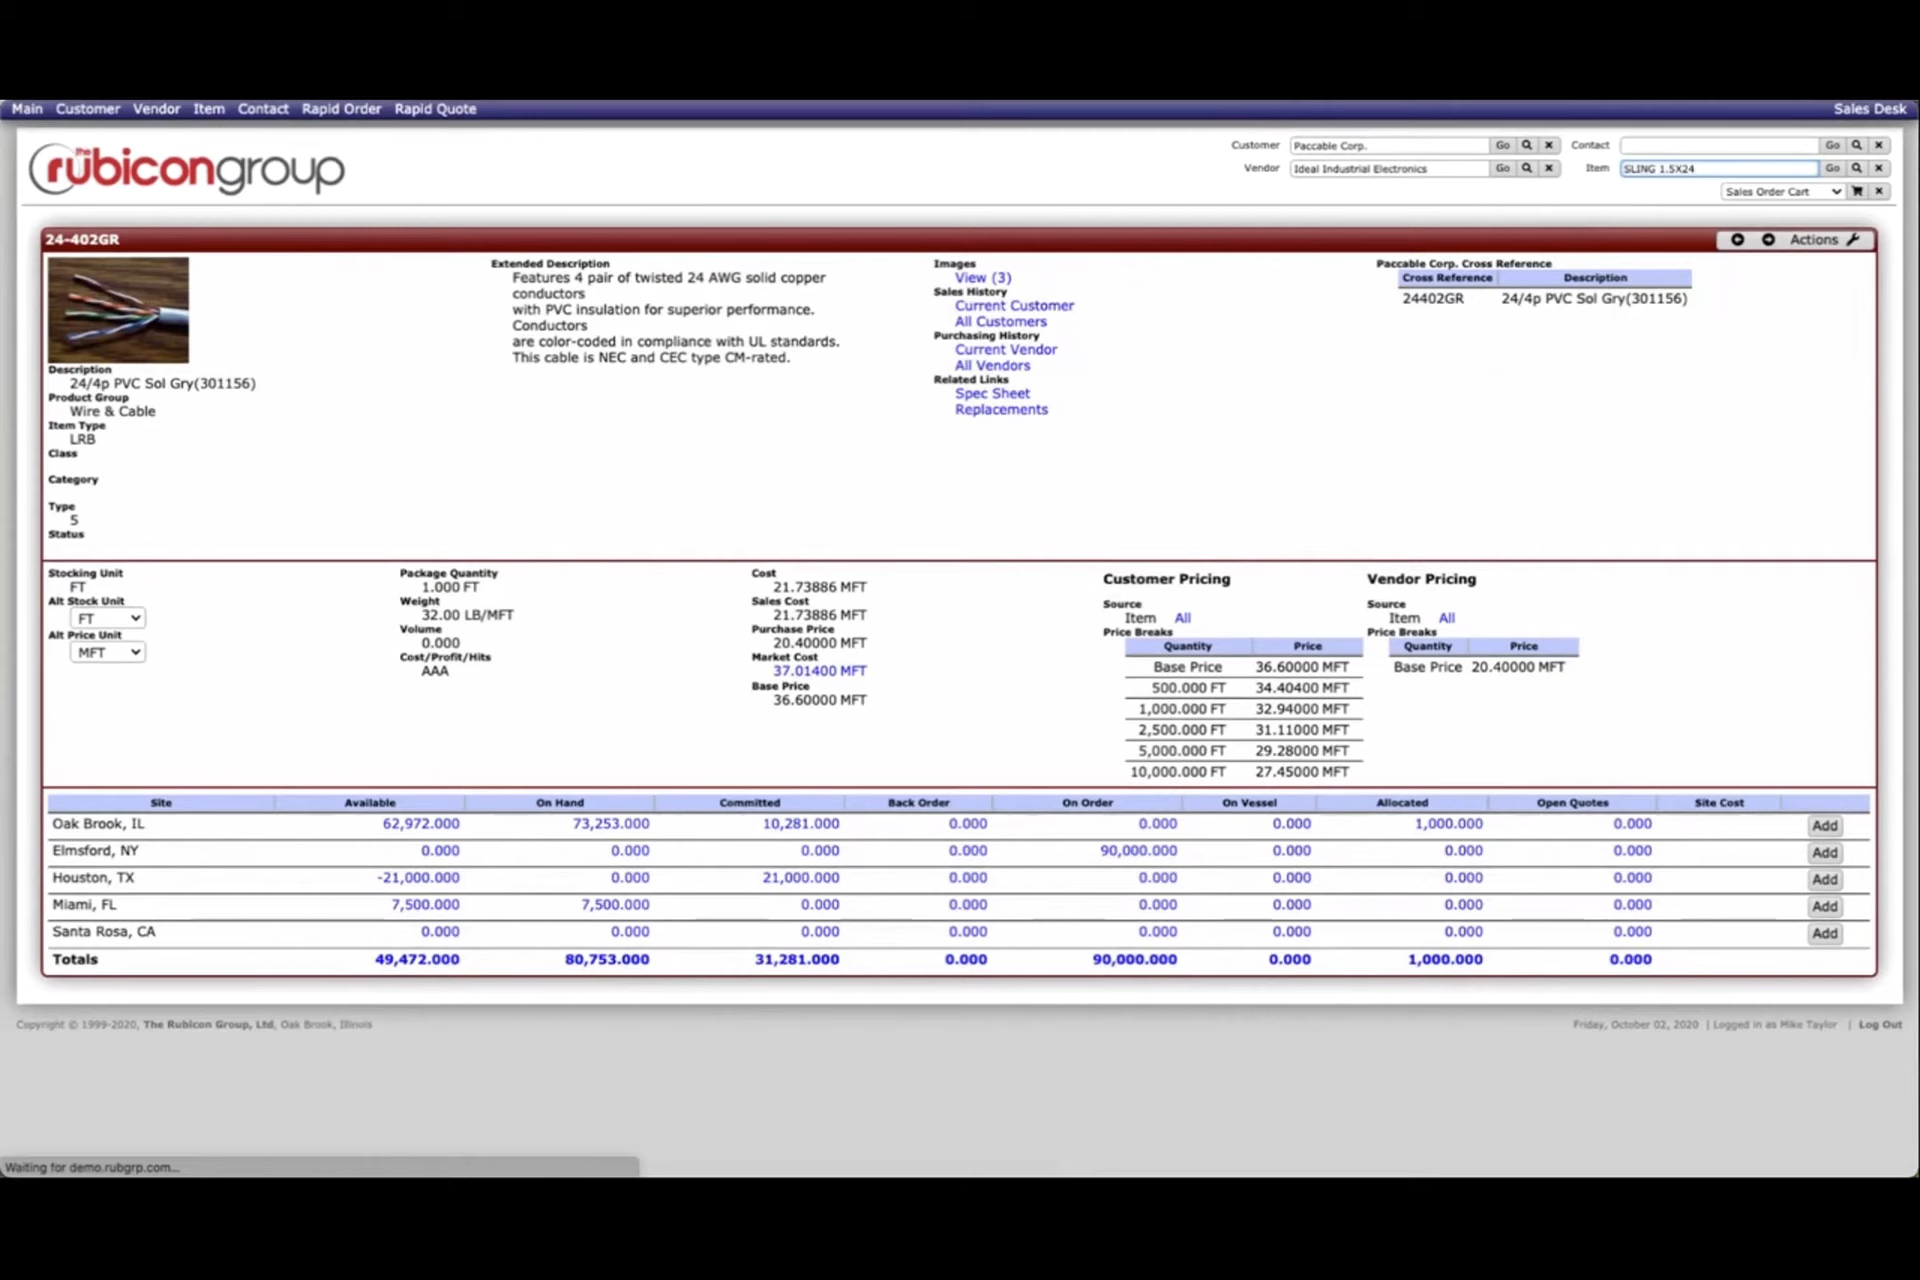 Main Customer Vendor Item Contact Rapid Order Rapid Quote Sales Desk
the rubicongroup
Customer Paccable Corp. Go Contact Go
Vendor Ideal Industrial Electronics Go Item SLING 1.5X24 Go
Sales Order Cart
24-402GR Actions
Description
24/4p PVC Sol Gry(301156)
Product Group
Wire & Cable
Item Type
LRB
Class
Category
Type
5
Status
Extended Description
Features 4 pair of twisted 24 AWG solid copper
conductors
with PVC insulation for superior performance.
Conductors
are color-coded in compliance with UL standards.
This cable is NEC and CEC type CM-rated.
Images
View (3)
Sales History
Current Customer
All Customers
Purchasing History
Current Vendor
All Vendors
Related Links
Spec Sheet
Replacements
Paccable Corp. Cross Reference
Cross Reference Description
24402GR 24/4p PVC Sol Gry(301156)
Stocking Unit
FT
Alt Stock Unit
FT
Alt Price Unit
MFT
Package Quantity
1.000 FT
Weight
32.00 LB/MFT
Volume
0.000
Cost/Profit/Hits
AAA
Cost
21.73886 MFT
Sales Cost
21.73886 MFT
Purchase Price
20.40000 MFT
Market Cost
37.01400 MFT
Base Price
36.60000 MFT
Customer Pricing
Source
Item All
Price Breaks
Quantity Price
Base Price 36.60000 MFT
500.000 FT 34.40400 MFT
1,000.000 FT 32.94000 MFT
2,500.000 FT 31.11000 MFT
5,000.000 FT 29.28000 MFT
10,000.000 FT 27.45000 MFT
Vendor Pricing
Source
Item All
Price Breaks
Quantity Price
Base Price 20.40000 MFT
Site Available On Hand Committed Back Order On Order On Vessel Allocated Open Quotes Site Cost
Oak Brook, IL 62,972.000 73,253.000 10,281.000 0.000 0.000 0.000 1,000.000 0.000 Add
Elmsford, NY 0.000 0.000 0.000 0.000 90,000.000 0.000 0.000 0.000 Add
Houston, TX -21,000.000 0.000 21,000.000 0.000 0.000 0.000 0.000 0.000 Add
Miami, FL 7,500.000 7,500.000 0.000 0.000 0.000 0.000 0.000 0.000 Add
Santa Rosa, CA 0.000 0.000 0.000 0.000 0.000 0.000 0.000 0.000 Add
Totals 49,472.000 80,753.000 31,281.000 0.000 90,000.000 0.000 1,000.000 0.000
Copyright © 1999-2020, The Rubicon Group, Ltd, Oak Brook, Illinois
Friday, October 02, 2020 | Logged in as Mike Taylor | Log Out
Waiting for demo.rubgrp.com...